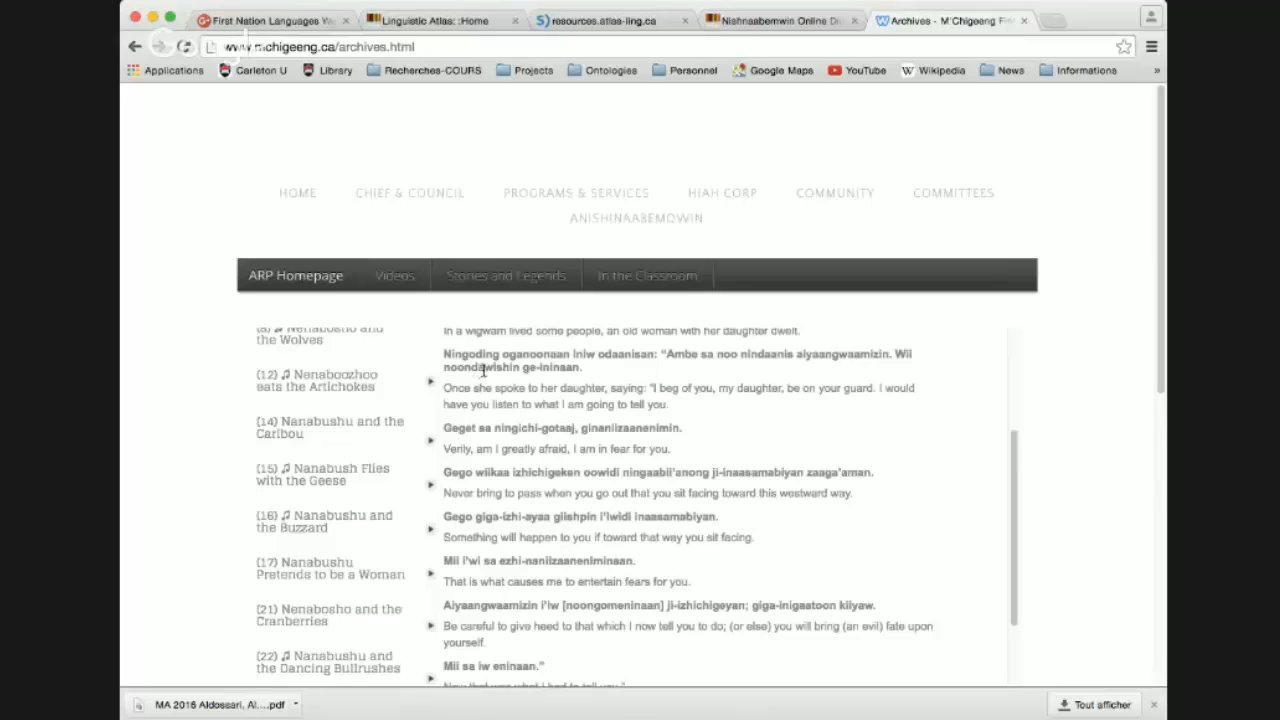 First Nation Languages W
Linguistic Atlas: :Home
resources.atlas-ling.ca
Nishnaabemwin Online Di
Archives - M'Chigeeng Fi
www.mchigeeng.ca/archives.html
Applications
Carleton U
Library
Recherches-COURS
Projects
Ontologies
Personnel
Google Maps
YouTube
Wikipedia
News
Informations
»
HOME
CHIEF & COUNCIL
PROGRAMS & SERVICES
HIAH CORP
COMMUNITY
COMMITTEES
ANISHINAABEMOWIN
ARP Homepage
Videos
Stories and Legends
In the Classroom
Nenabosho and
the Wolves
(12) ♫ Nenaboozhoo
eats the Artichokes
(14) Nanabushu and the
Caribou
(15) ♫ Nanabush Flies
with the Geese
(16) ♫ Nanabushu and
the Buzzard
(17) Nanabushu
Pretends to be a Woman
(21) Nenabosho and the
Cranberries
(22) ♫ Nanabushu and
the Dancing Bullrushes
In a wigwam lived some people, an old woman with her daughter dwelt.
Ningoding oganoonaan iniw odaanisan: “Ambe sa noo nindaanis aiyaangwaamizin. Wii
noondawishin ge-ininaan.
Once she spoke to her daughter, saying: "I beg of you, my daughter, be on your guard. I would
have you listen to what I am going to tell you.
Geget sa ningichi-gotaaj, ginaniizaanenimin.
Verily, am I greatly afraid, I am in fear for you.
Gego wiikaa izhichigeken oowidi ningaabii'anong ji-inaasamabiyan zaaga'aman.
Never bring to pass when you go out that you sit facing toward this westward way.
Gego giga-izhi-ayaa giishpin i'iwidi inaasamabiyan.
Something will happen to you if toward that way you sit facing.
Mii i'wi sa ezhi-naniizaaneniminaan.
That is what causes me to entertain fears for you.
Aiyaangwaamizin i'iw [noongomeninaan] ji-izhichigeyan; giga-inigaatoon kiiyaw.
Be careful to give heed to that which I now tell you to do; (or else) you will bring (an evil) fate upon
yourself.
Mii sa iw eninaan.”
Now that was what I had to tell you."
MA 2016 Aldossari, Al....pdf
Tout afficher